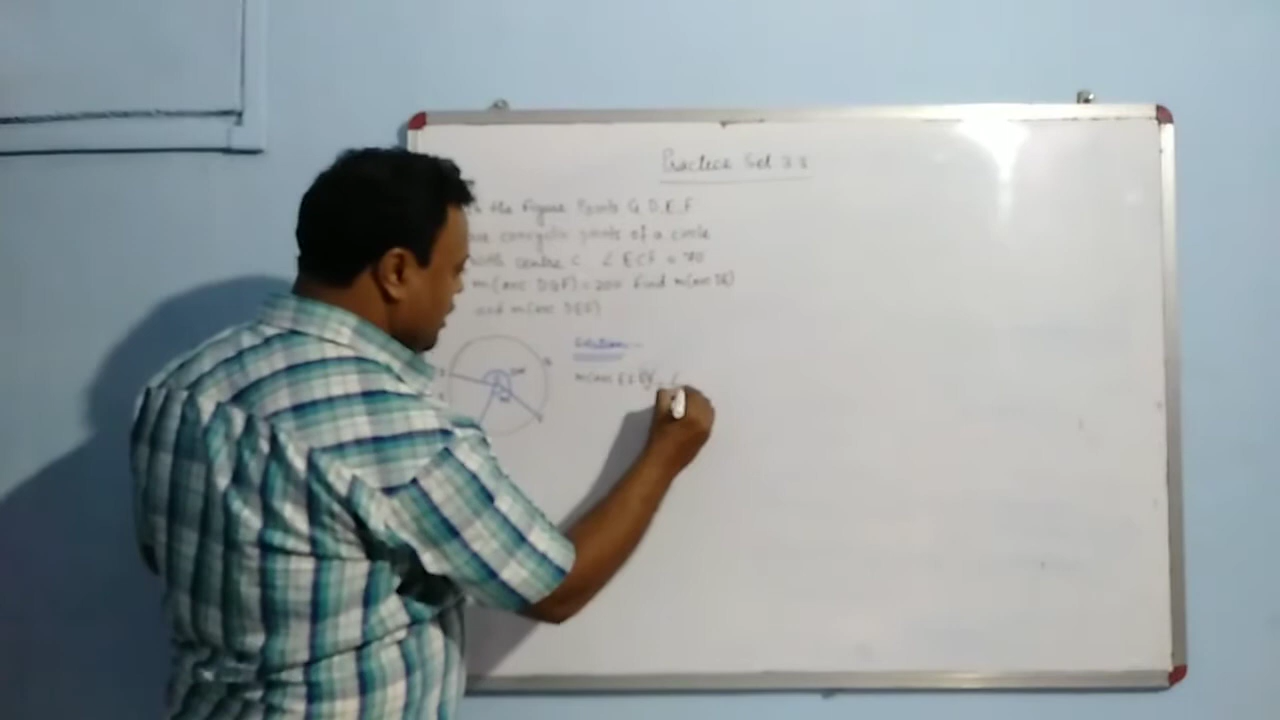 Practice Set 3.3
the figure Points G, D, E, F
are concyclic points of a circle
with centre C ∠ECF = 70
m(arc DGF) = 200 find m(arc DE)
and m(arc DEF)
Solution
m(arc